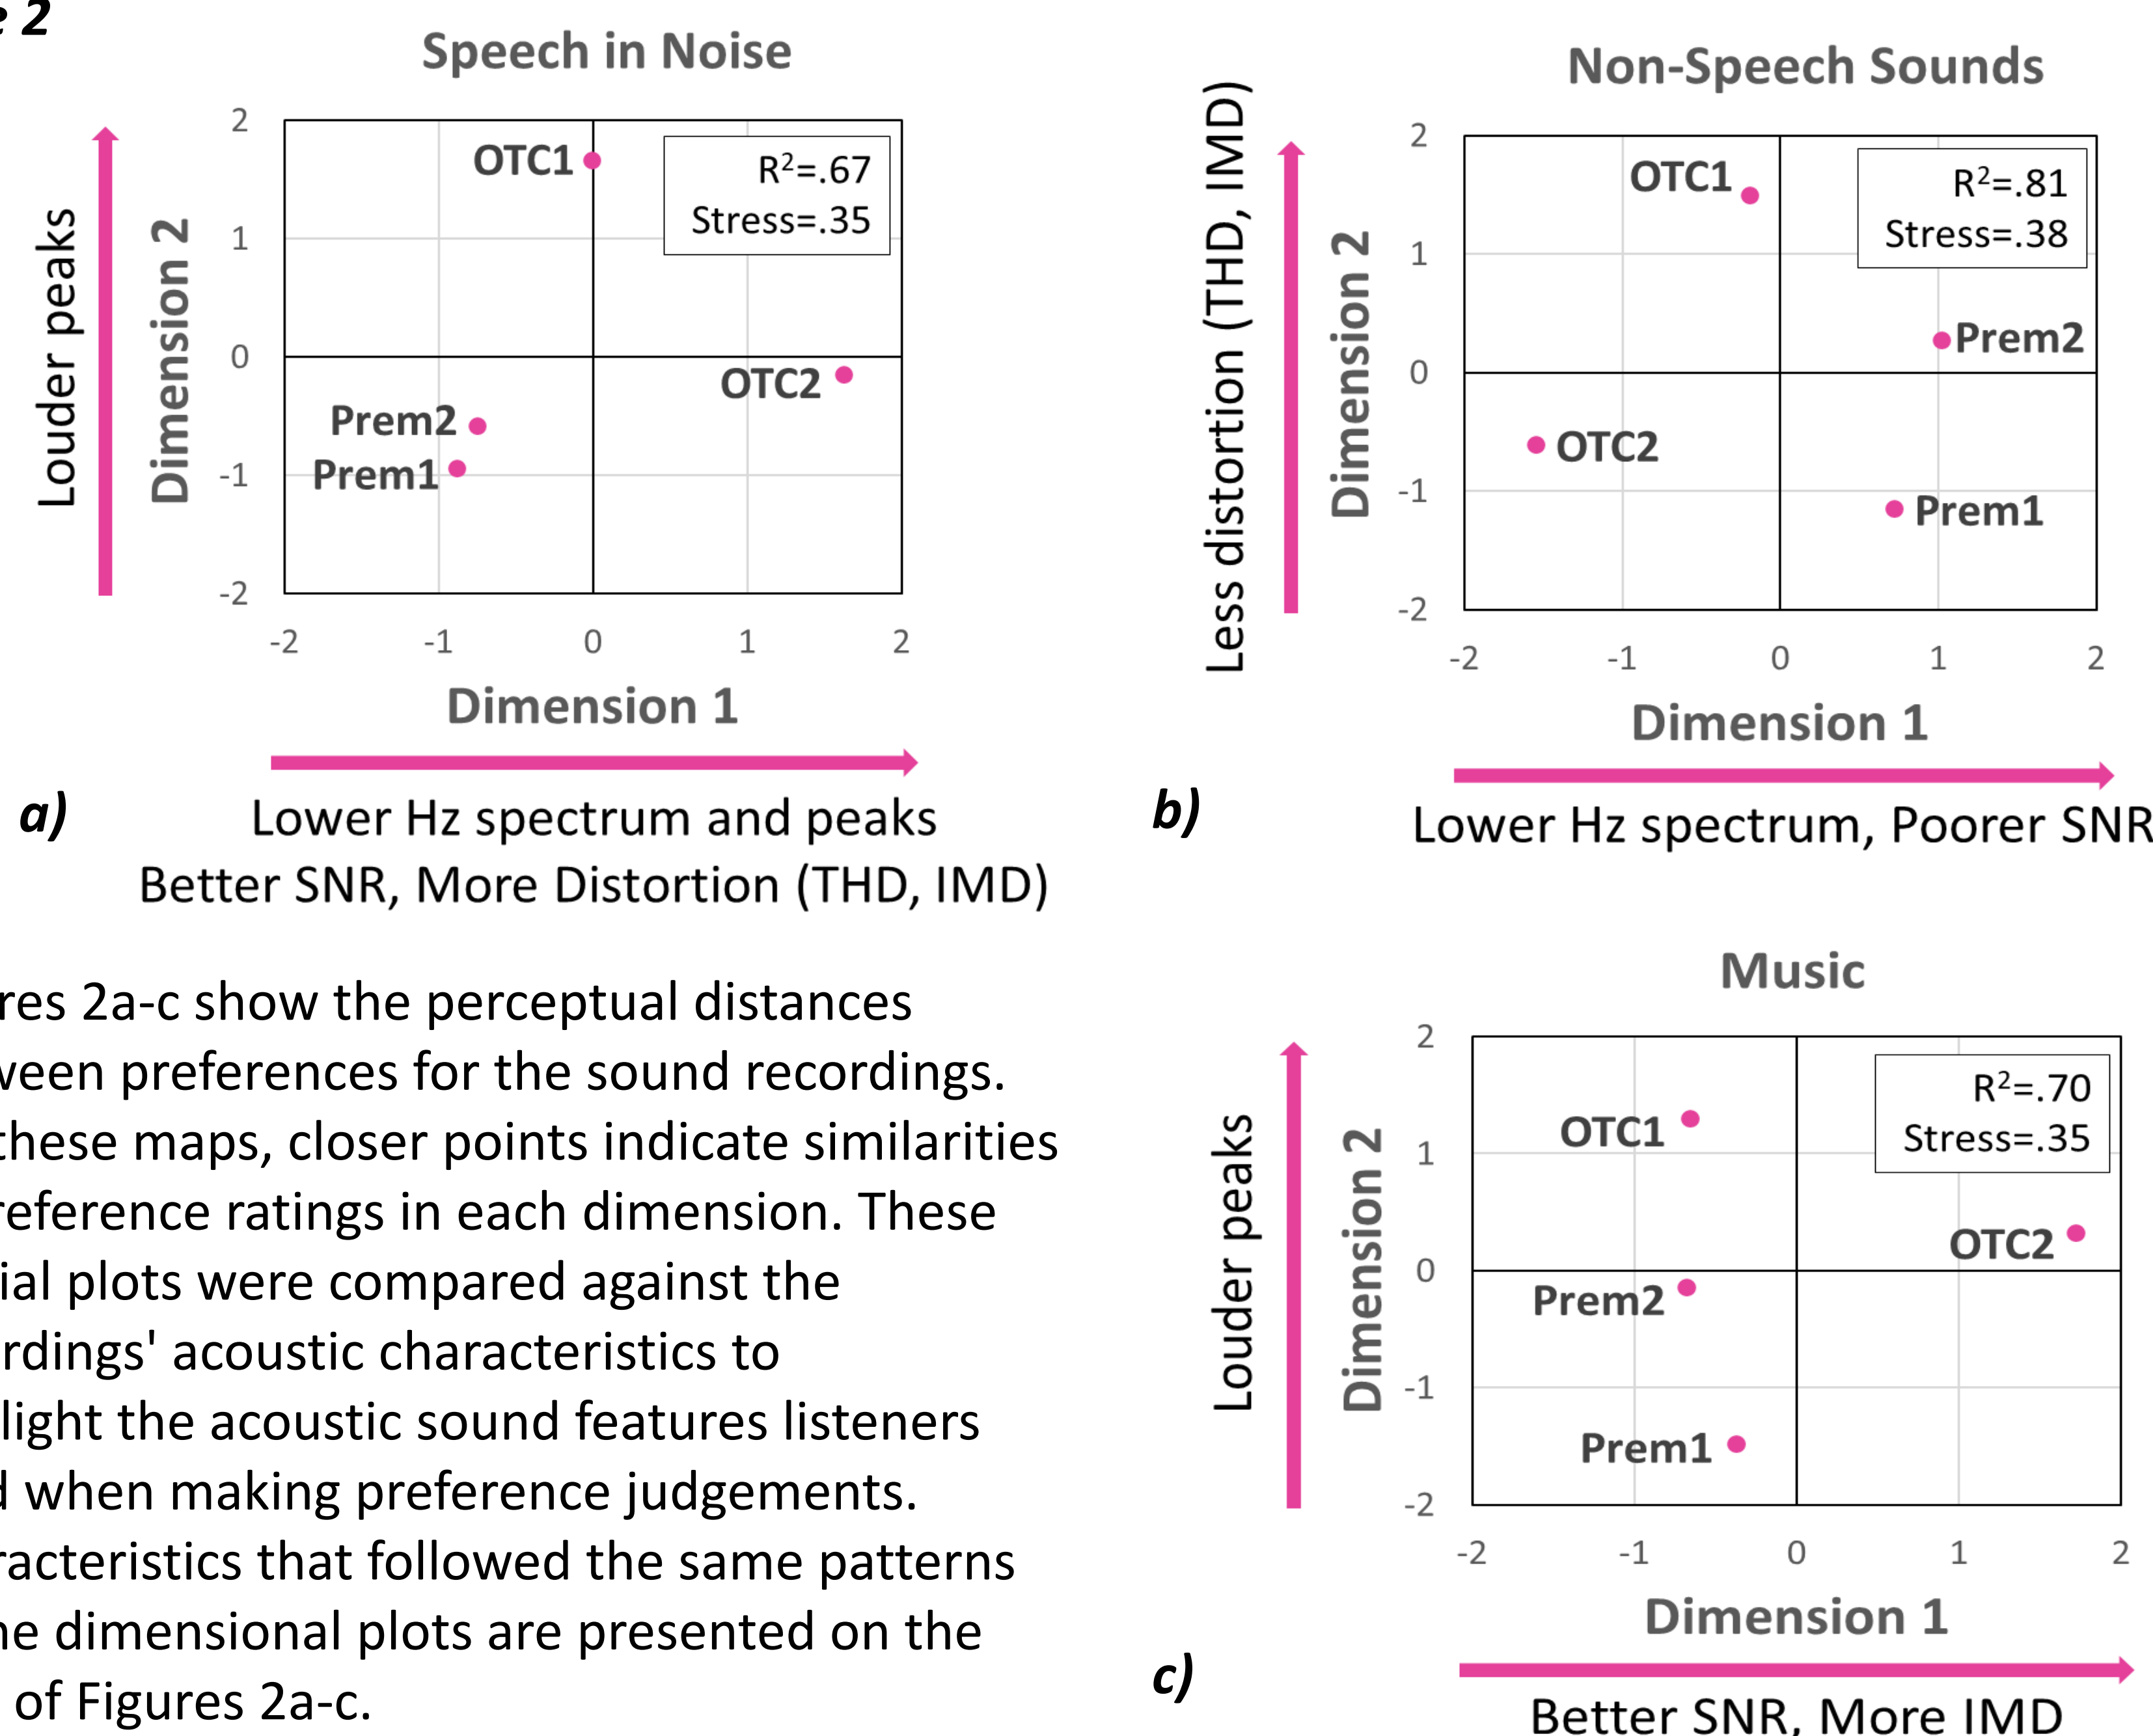 2
Speech in Noise
Louder peaks
Dimension 2
2
1
0
-1
-2
OTC1
R²=.67
Stress=.35
OTC2
Prem2
Prem1
-2 -1 0 1 2
Dimension 1
a)
Lower Hz spectrum and peaks
Better SNR, More Distortion (THD, IMD)
Non-Speech Sounds
Less distortion (THD, IMD)
Dimension 2
2
1
0
-1
-2
OTC1
R²=.81
Stress=.38
Prem2
OTC2
Prem1
-2 -1 0 1 2
Dimension 1
b)
Lower Hz spectrum, Poorer SNR
res 2a-c show the perceptual distances
ween preferences for the sound recordings.
these maps, closer points indicate similarities
reference ratings in each dimension. These
ial plots were compared against the
rdings' acoustic characteristics to
light the acoustic sound features listeners
d when making preference judgements.
racteristics that followed the same patterns
he dimensional plots are presented on the
of Figures 2a-c.
Music
Louder peaks
Dimension 2
2
1
0
-1
-2
OTC1
R²=.70
Stress=.35
OTC2
Prem2
Prem1
-2 -1 0 1 2
Dimension 1
c)
Better SNR, More IMD